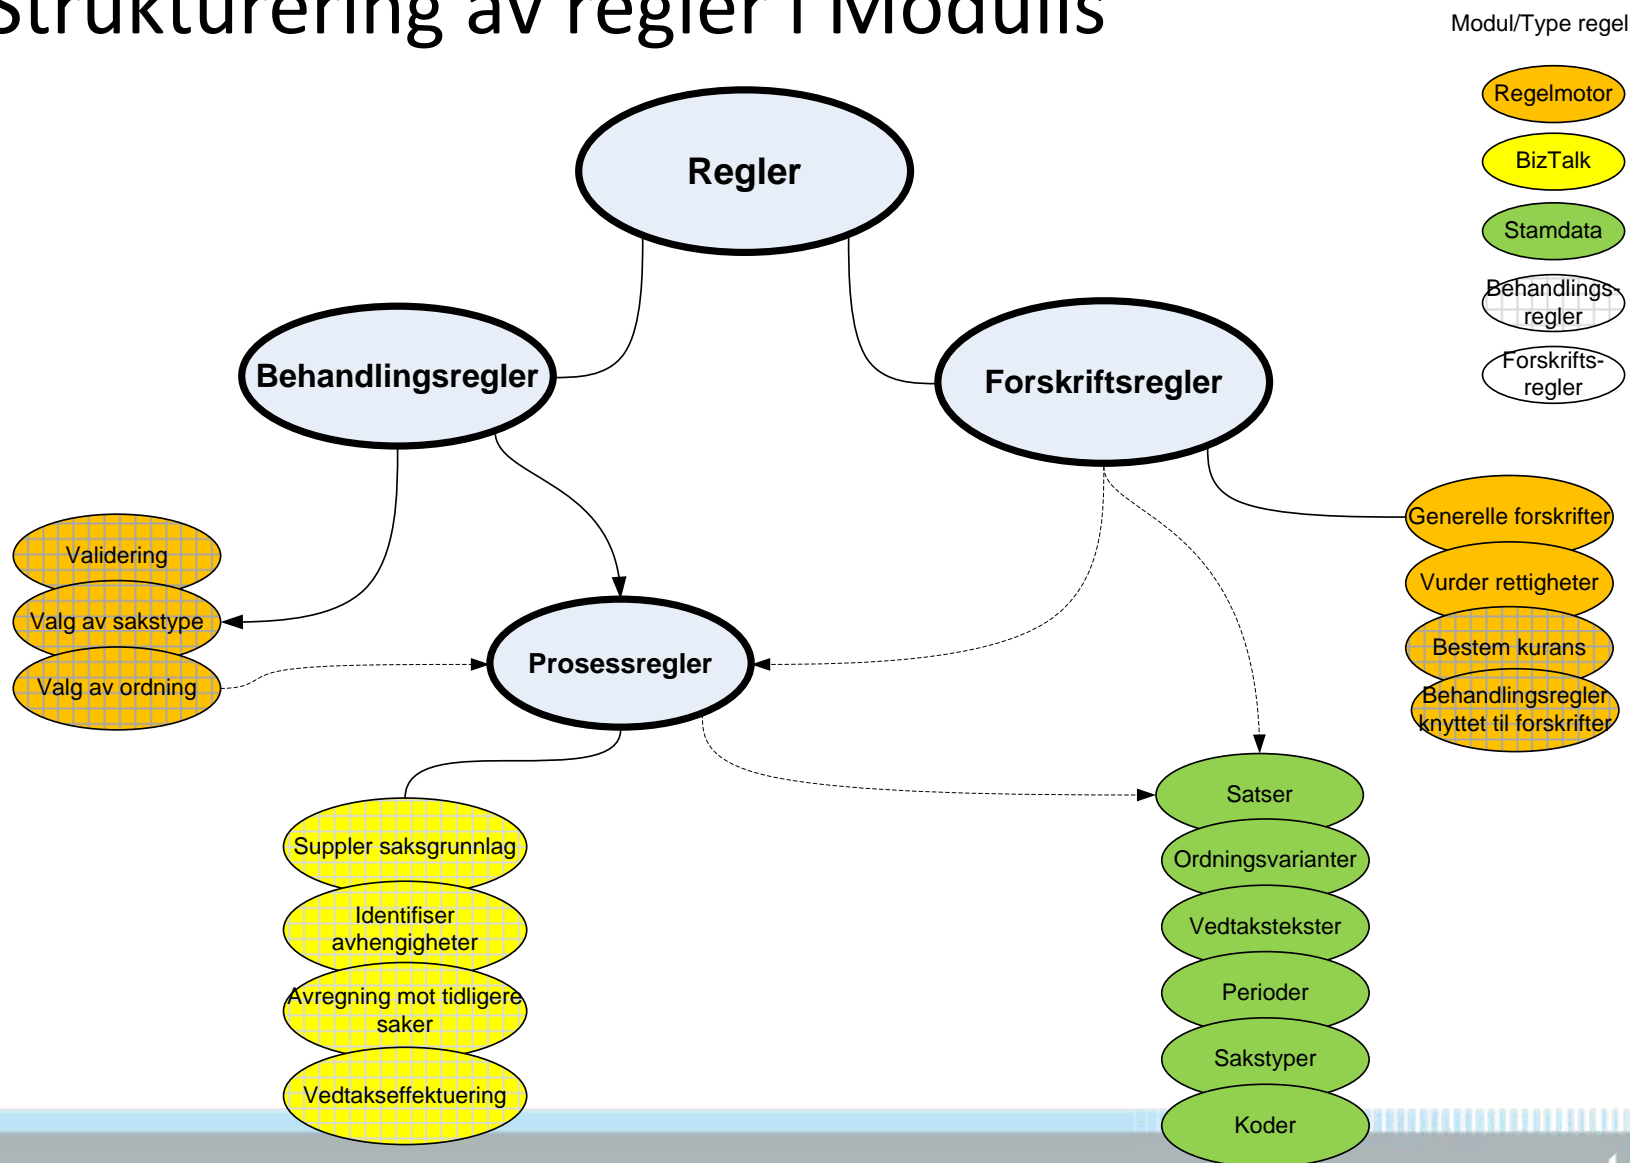 Strukturering av regler i Modulis
Modul/Type regel
Regelmotor
BizTalk
Stamdata
Behandlings-
regler
Forskrifts-
regler
Regler
Behandlingsregler
Forskriftsregler
Validering
Valg av sakstype
Valg av ordning
Prosessregler
Generelle forskrifter
Vurder rettigheter
Bestem kurans
Behandlingsregler
knyttet til forskrifter
Suppler saksgrunnlag
Identifiser
avhengigheter
Avregning mot tidligere
saker
Vedtakseffektuering
Satser
Ordningsvarianter
Vedtakstekster
Perioder
Sakstyper
Koder